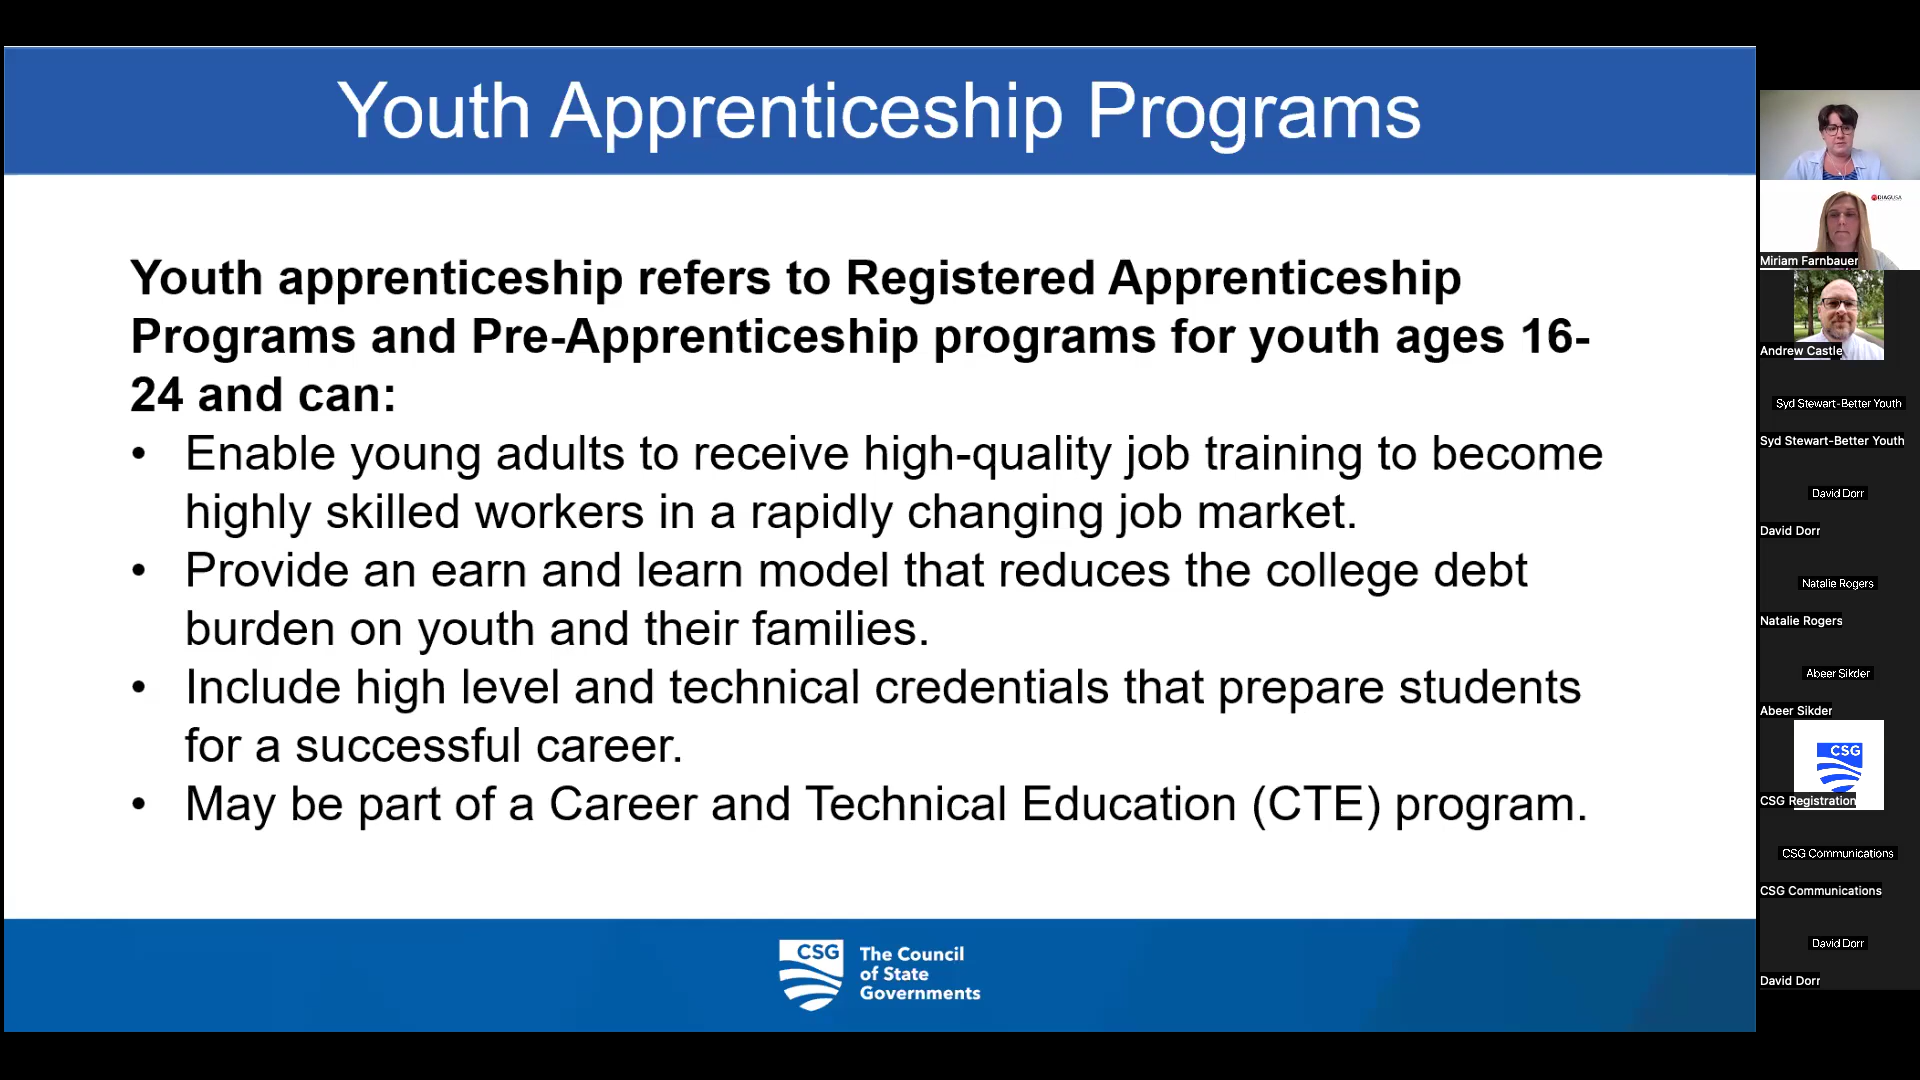 Youth Apprenticeship Programs
Youth apprenticeship refers to Registered Apprenticeship
Programs and Pre-Apprenticeship programs for youth ages 16-
24 and can:
• Enable young adults to receive high-quality job training to become
highly skilled workers in a rapidly changing job market.
• Provide an earn and learn model that reduces the college debt
burden on youth and their families.
• Include high level and technical credentials that prepare students
for a successful career.
• May be part of a Career and Technical Education (CTE) program.
CSG
The Council
of State
Governments
DIAGUSA
Miriam Farnbauer
Andrew Castle
Syd Stewart-Better Youth
Syd Stewart-Better Youth
David Dorr
David Dorr
Natalie Rogers
Natalie Rogers
Abeer Sikder
Abeer Sikder
CSG
CSG Registration
CSG Communications
CSG Communications
David Dorr
David Dorr